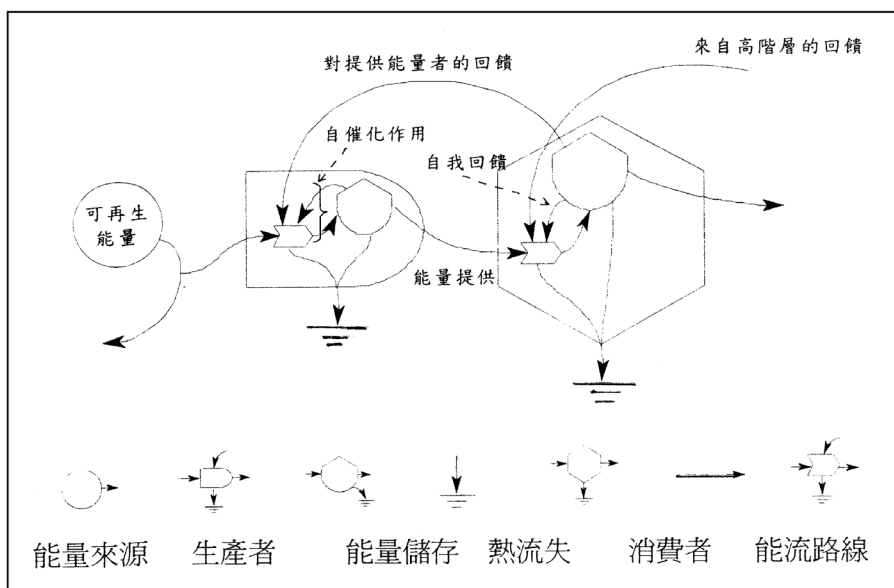 來自高階層的回饋
對提供能量者的回饋
自催化作用
自我回饋
可再生
能量
能量提供
能量來源
生產者
能量儲存
熱流失
消費者
能流路線